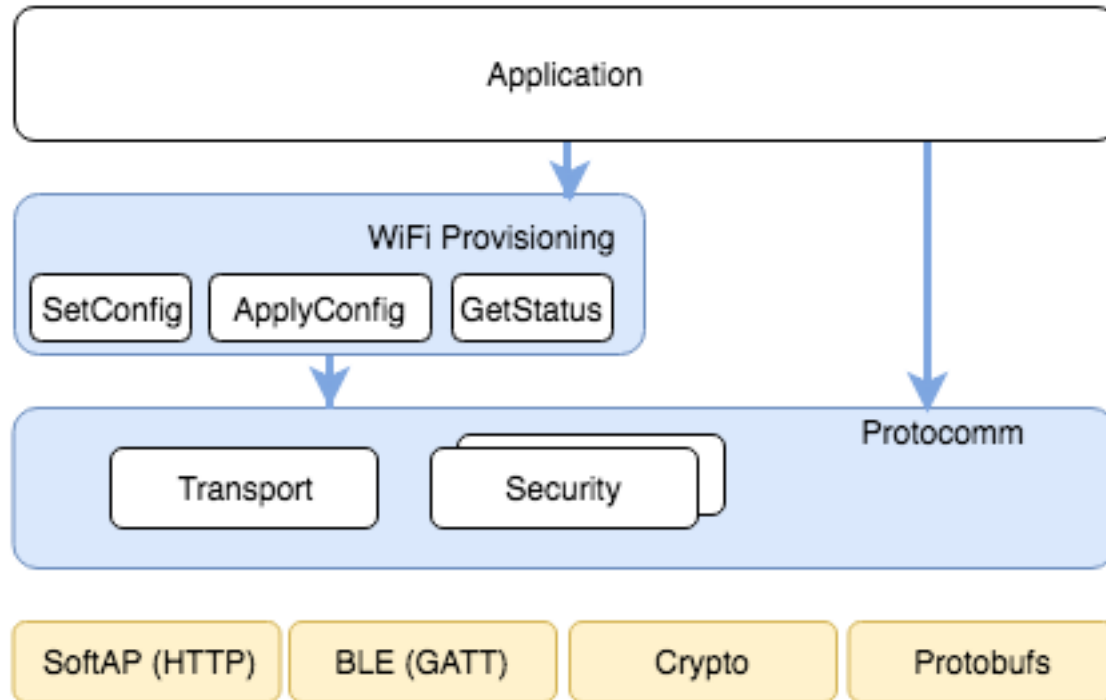 Application
WiFi Provisioning
SetConfig
ApplyConfig
GetStatus
Protocomm
Transport
Security
SoftAP (HTTP)
BLE (GATT)
Crypto
Protobufs